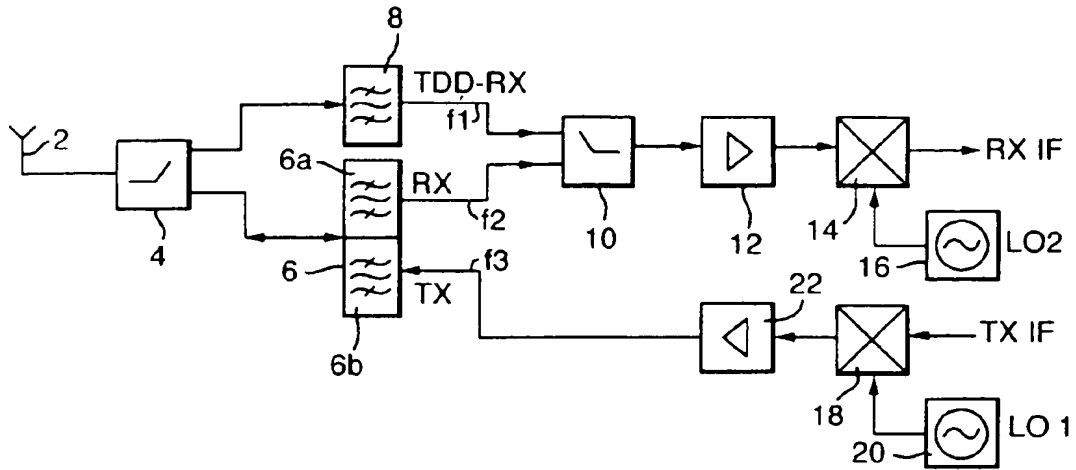 8
TDD-RX
f1
2
6a
RX
f2
RX IF
4
10
12
14
16
LO2
6
f3
TX
22
TX IF
6b
18
20
LO 1